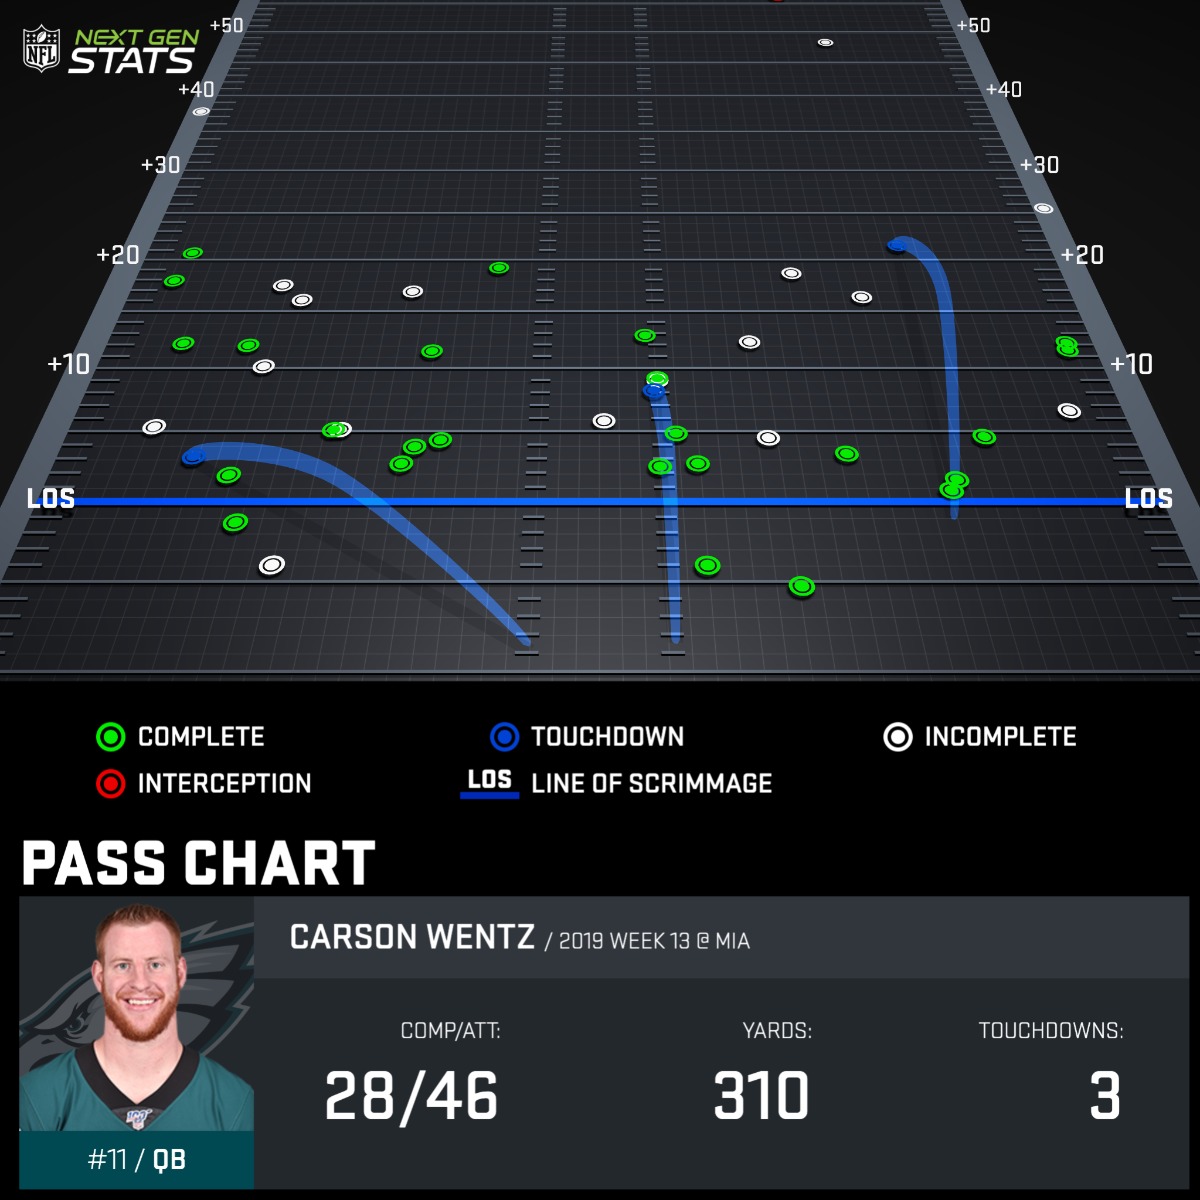 NFL
NEXT GEN
STATS
+50 +50
+40 +40
+30 +30
+20 +20
+10 +10
LOS LOS
COMPLETE TOUCHDOWN INCOMPLETE
INTERCEPTION LOS LINE OF SCRIMMAGE
PASS CHART
CARSON WENTZ / 2019 WEEK 13 @ MIA
COMP/ATT: YARDS: TOUCHDOWNS:
28/46 310 3
#11 / QB